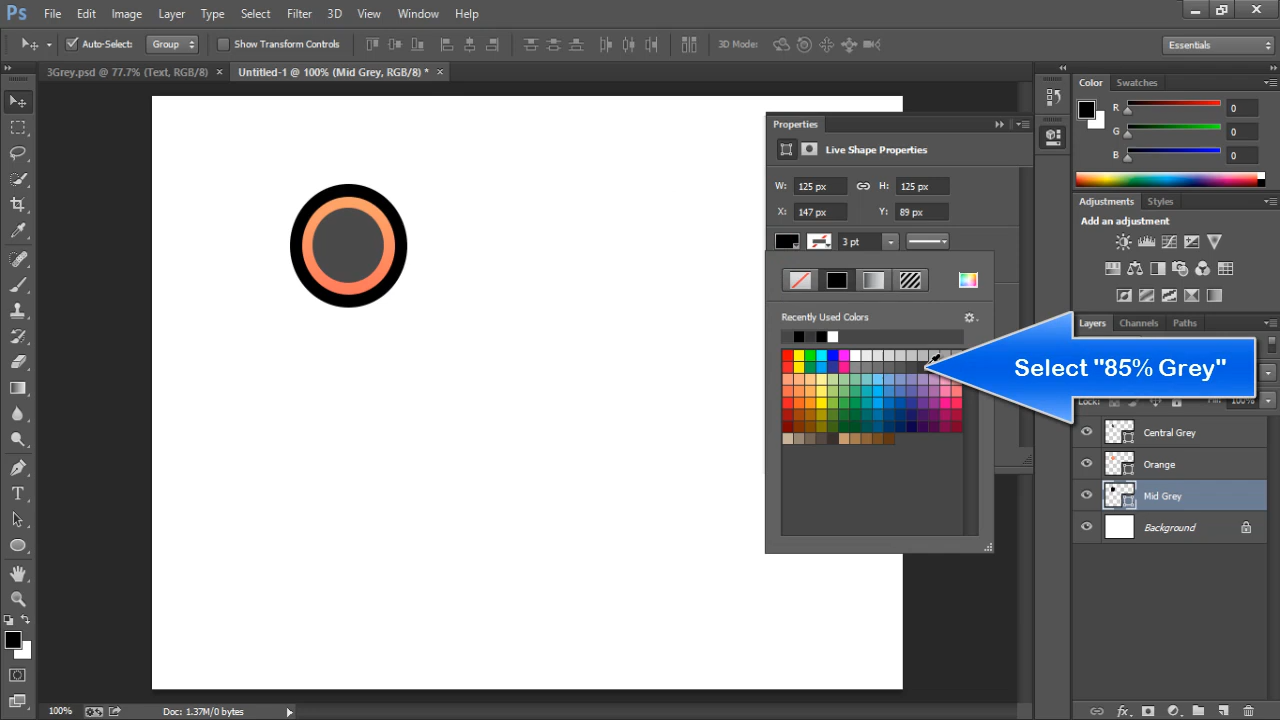 Ps File Edit Image Layer Type Select Filter 3D View Window Help
Auto-Select: Group Show Transform Controls 3D Mode: Essentials
3Grey.psd @ 77.7% (Text, RGB/8) × Untitled-1 @ 100% (Mid Grey, RGB/8) * ×
Color Swatches
R 0
G 0
B 0
Properties
Live Shape Properties
W: 125 px H: 125 px
X: 147 px Y: 89 px
3 pt
Recently Used Colors
Adjustments Styles
Add an adjustment
Layers Channels Paths
Select "85% Grey"
Lock: Fill: 100%
Central Grey
Orange
Mid Grey
Background
100% Doc: 1.37M/0 bytes